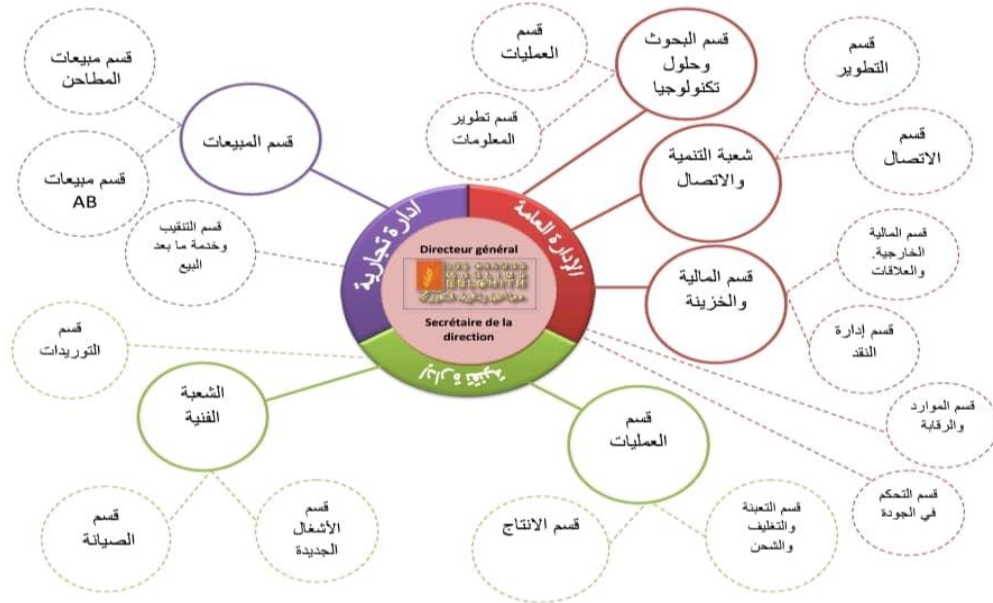 قسم مبيعات
المطاحن
قسم مبيعات
AB
قسم المبيعات
قسم التنقيب
وخدمة ما بعد
البيع
قسم
العمليات
قسم تطوير
المعلومات
قسم البحوث
وحلول
تكنولوجيا
قسم
التطوير
قسم
الاتصال
شعبة التنمية
والاتصال
قسم المالية
الخارجية.
والعلاقات
قسم إدارة
النقد
قسم المالية
والخزينة
قسم الموارد
والرقابة
قسم التحكم
في الجودة
ادارة تجارية
الإدارة العامة
إدارة تقنية
Directeur général
Secrétaire de la
direction
قسم
التوريدات
الشعبة
الفنية
قسم
الصيانة
قسم
الأشغال
الجديدة
قسم
العمليات
قسم الانتاج
قسم التعبئة
والتغليف
والشحن